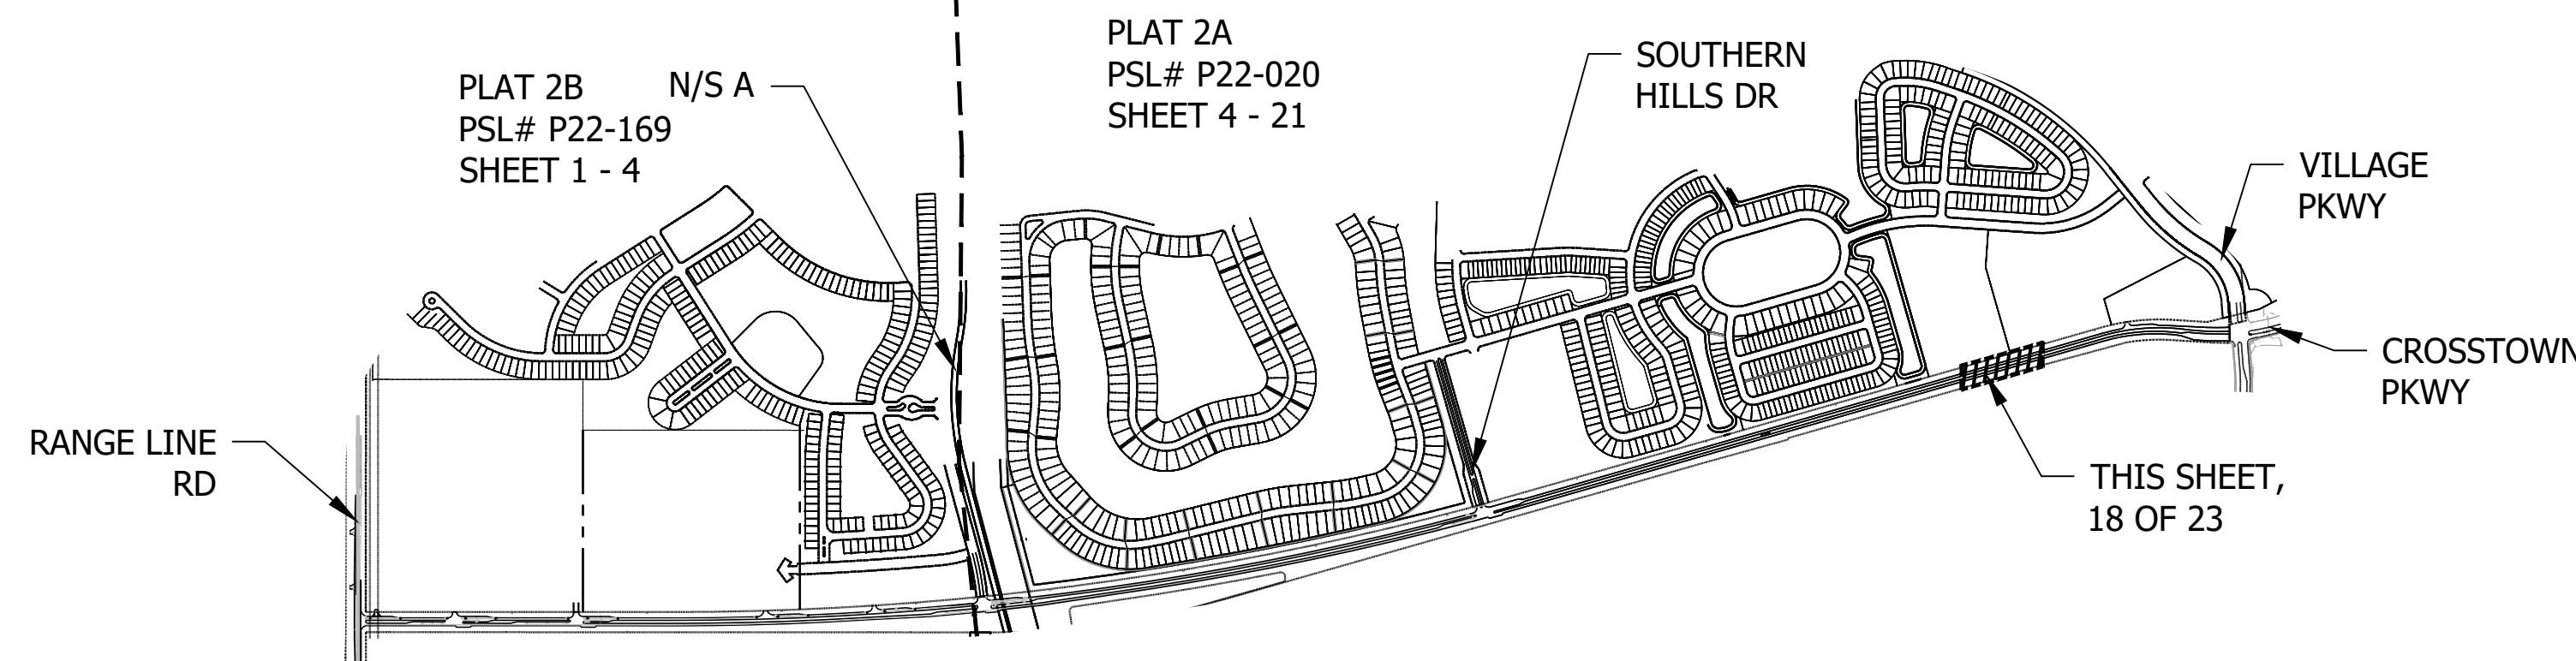 PLAT 2B
PSL# P22-169
SHEET 1 - 4
N/S A
PLAT 2A
PSL# P22-020
SHEET 4 - 21
SOUTHERN
HILLS DR
VILLAGE
PKWY
CROSSTOWN
PKWY
RANGE LINE
RD
THIS SHEET,
18 OF 23